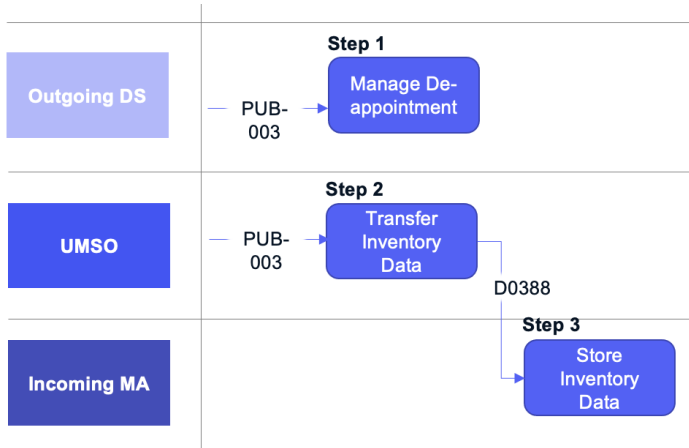 Step 1
Outgoing DS
PUB-
003
Manage De-
appointment
Step 2
UMSO
PUB-
003
Transfer
Inventory
Data
D0388
Step 3
Incoming MA
Store
Inventory
Data